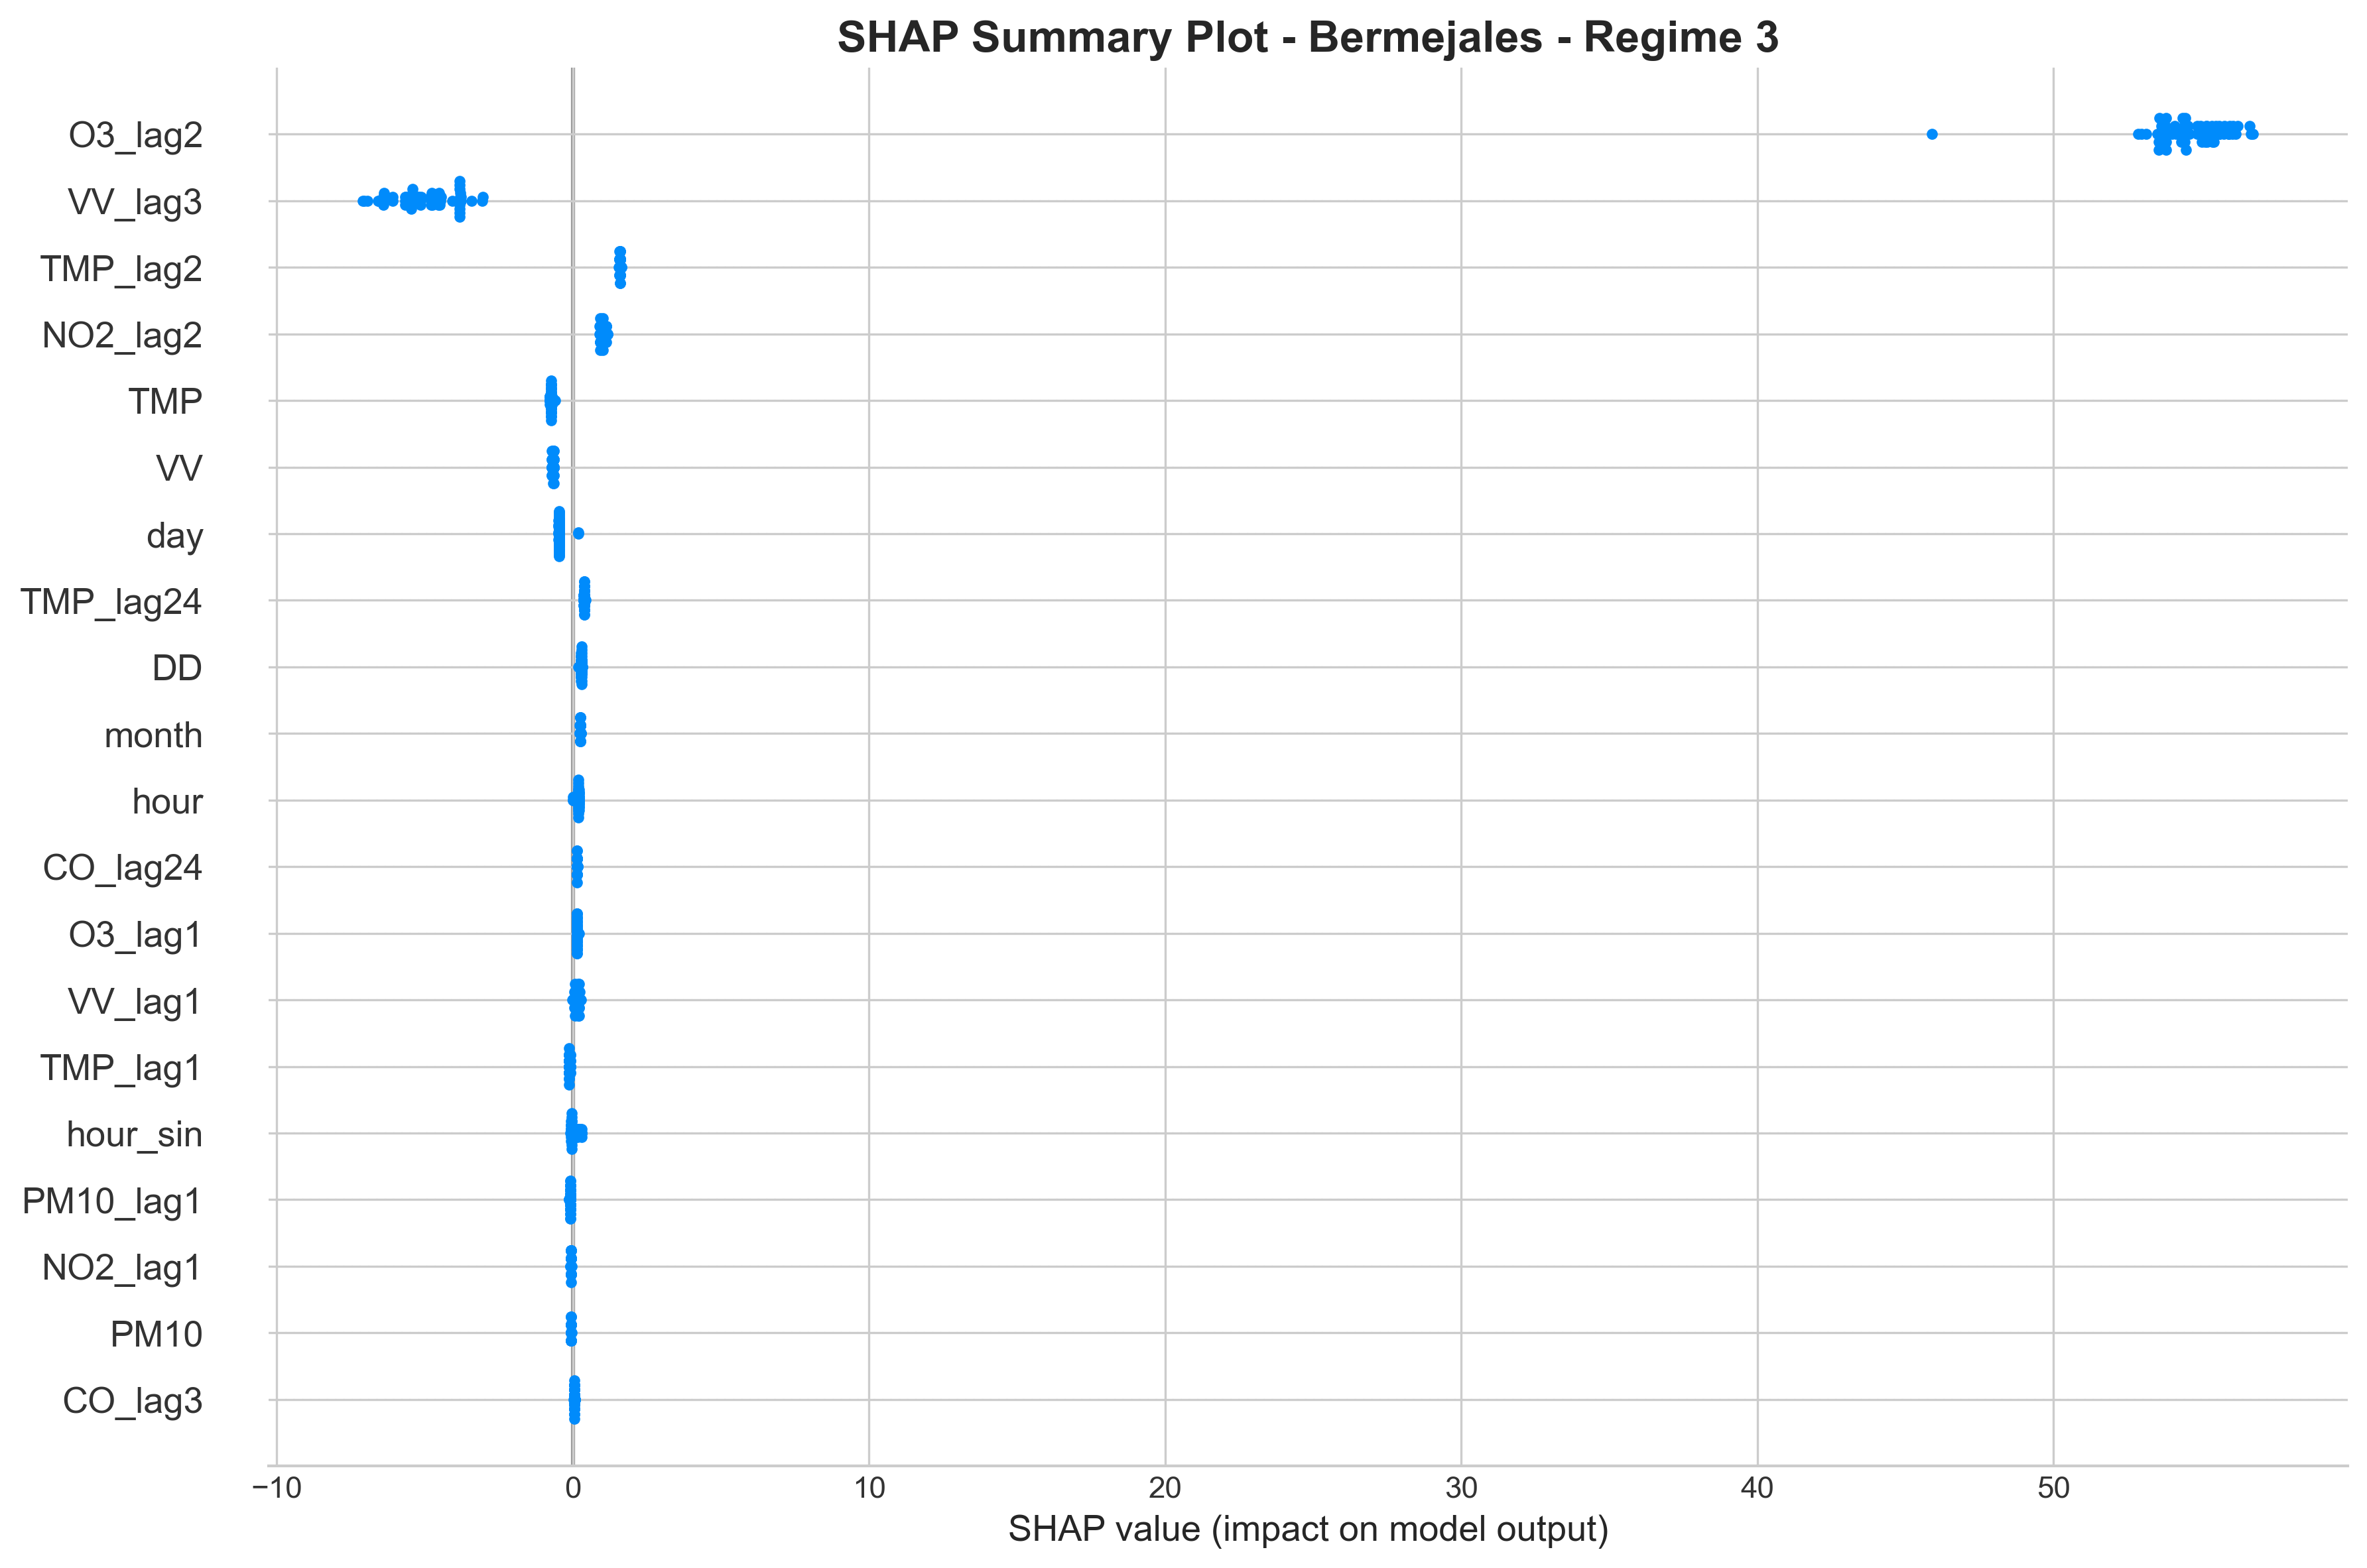 SHAP Summary Plot - Bermejales - Regime 3
O3_lag2
VV_lag3
TMP_lag2
NO2_lag2
TMP
VV
day
TMP_lag24
DD
month
hour
CO_lag24
O3_lag1
VV_lag1
TMP_lag1
hour_sin
PM10_lag1
NO2_lag1
PM10
CO_lag3
−10 0 10 20 30 40 50
SHAP value (impact on model output)